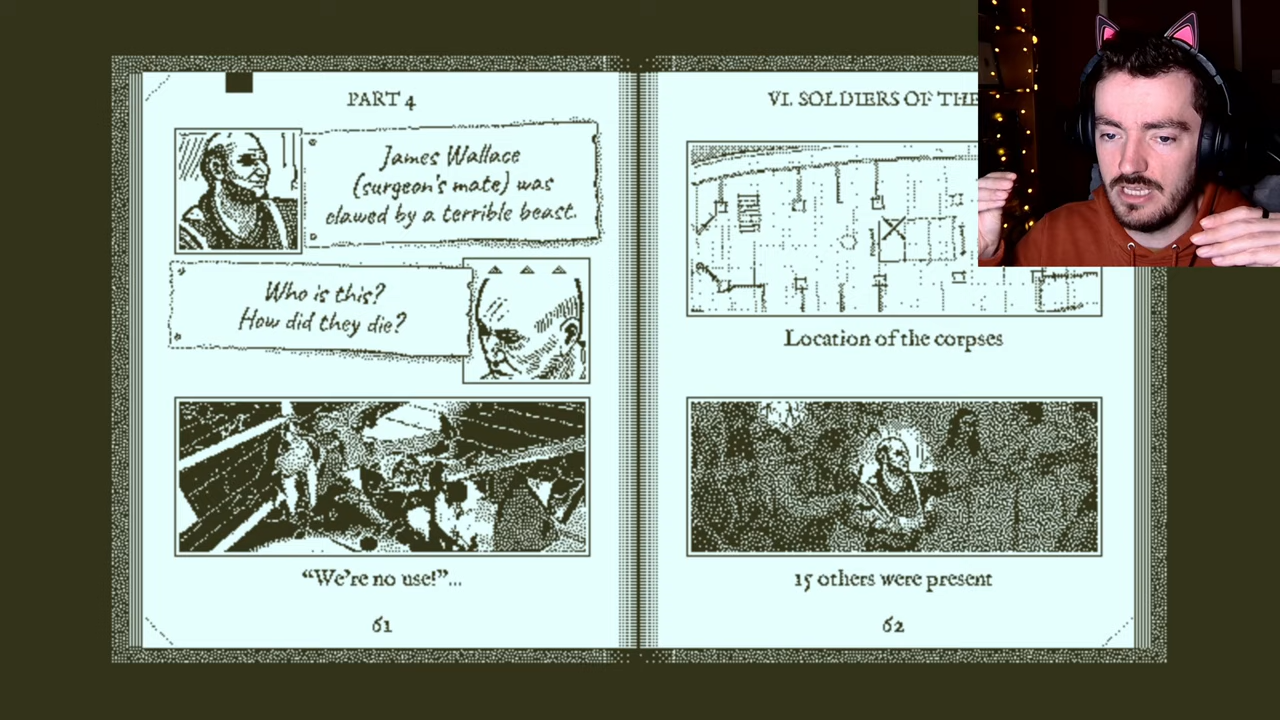 PART 4
James Wallace
(surgeon's mate) was
clawed by a terrible beast.
Who is this?
How did they die?
"We're no use!"...
61
VI. SOLDIERS OF THE
Location of the corpses
15 others were present
62